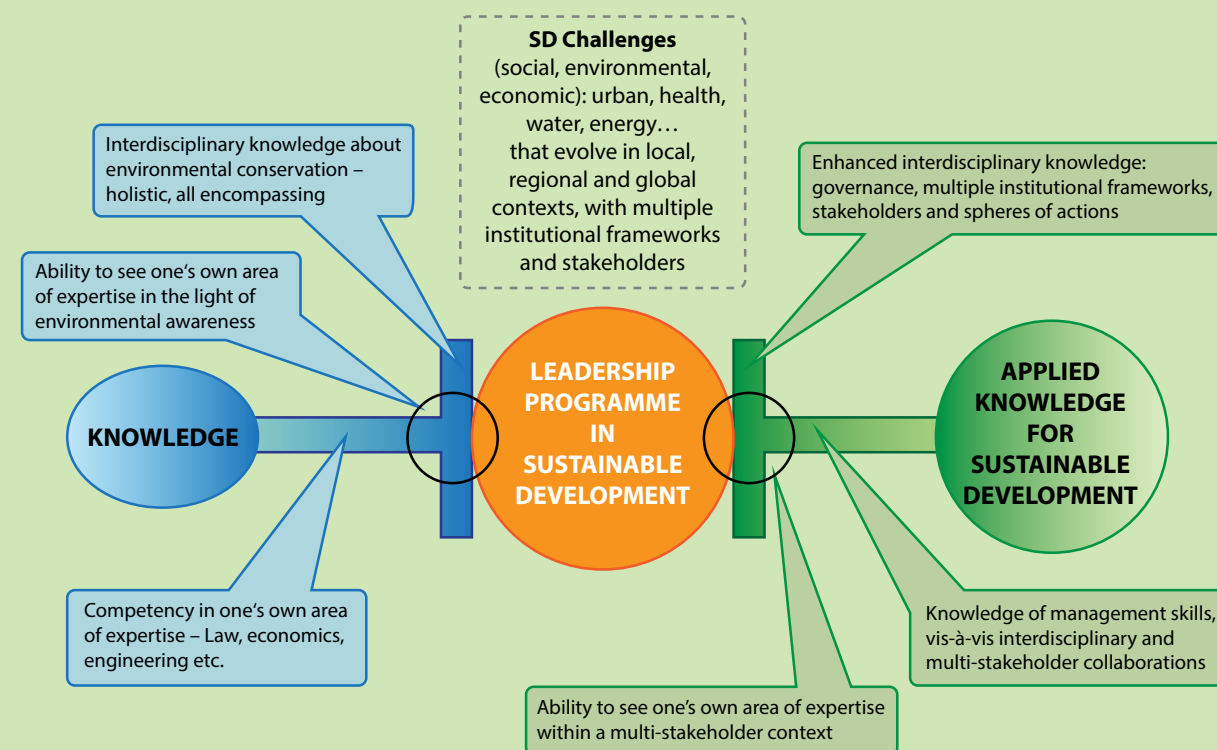 SD Challenges
(social, environmental,
economic): urban, health,
water, energy…
that evolve in local,
regional and global
contexts, with multiple
institutional frameworks
and stakeholders
Interdisciplinary knowledge about
environmental conservation –
holistic, all encompassing
Enhanced interdisciplinary knowledge:
governance, multiple institutional frameworks,
stakeholders and spheres of actions
Ability to see one‘s own area
of expertise in the light of
environmental awareness
KNOWLEDGE
LEADERSHIP
PROGRAMME
IN
SUSTAINABLE
DEVELOPMENT
APPLIED
KNOWLEDGE
FOR
SUSTAINABLE
DEVELOPMENT
Competency in one‘s own area
of expertise – Law, economics,
engineering etc.
Knowledge of management skills,
vis-à-vis interdisciplinary and
multi-stakeholder collaborations
Ability to see one’s own area of expertise
within a multi-stakeholder context